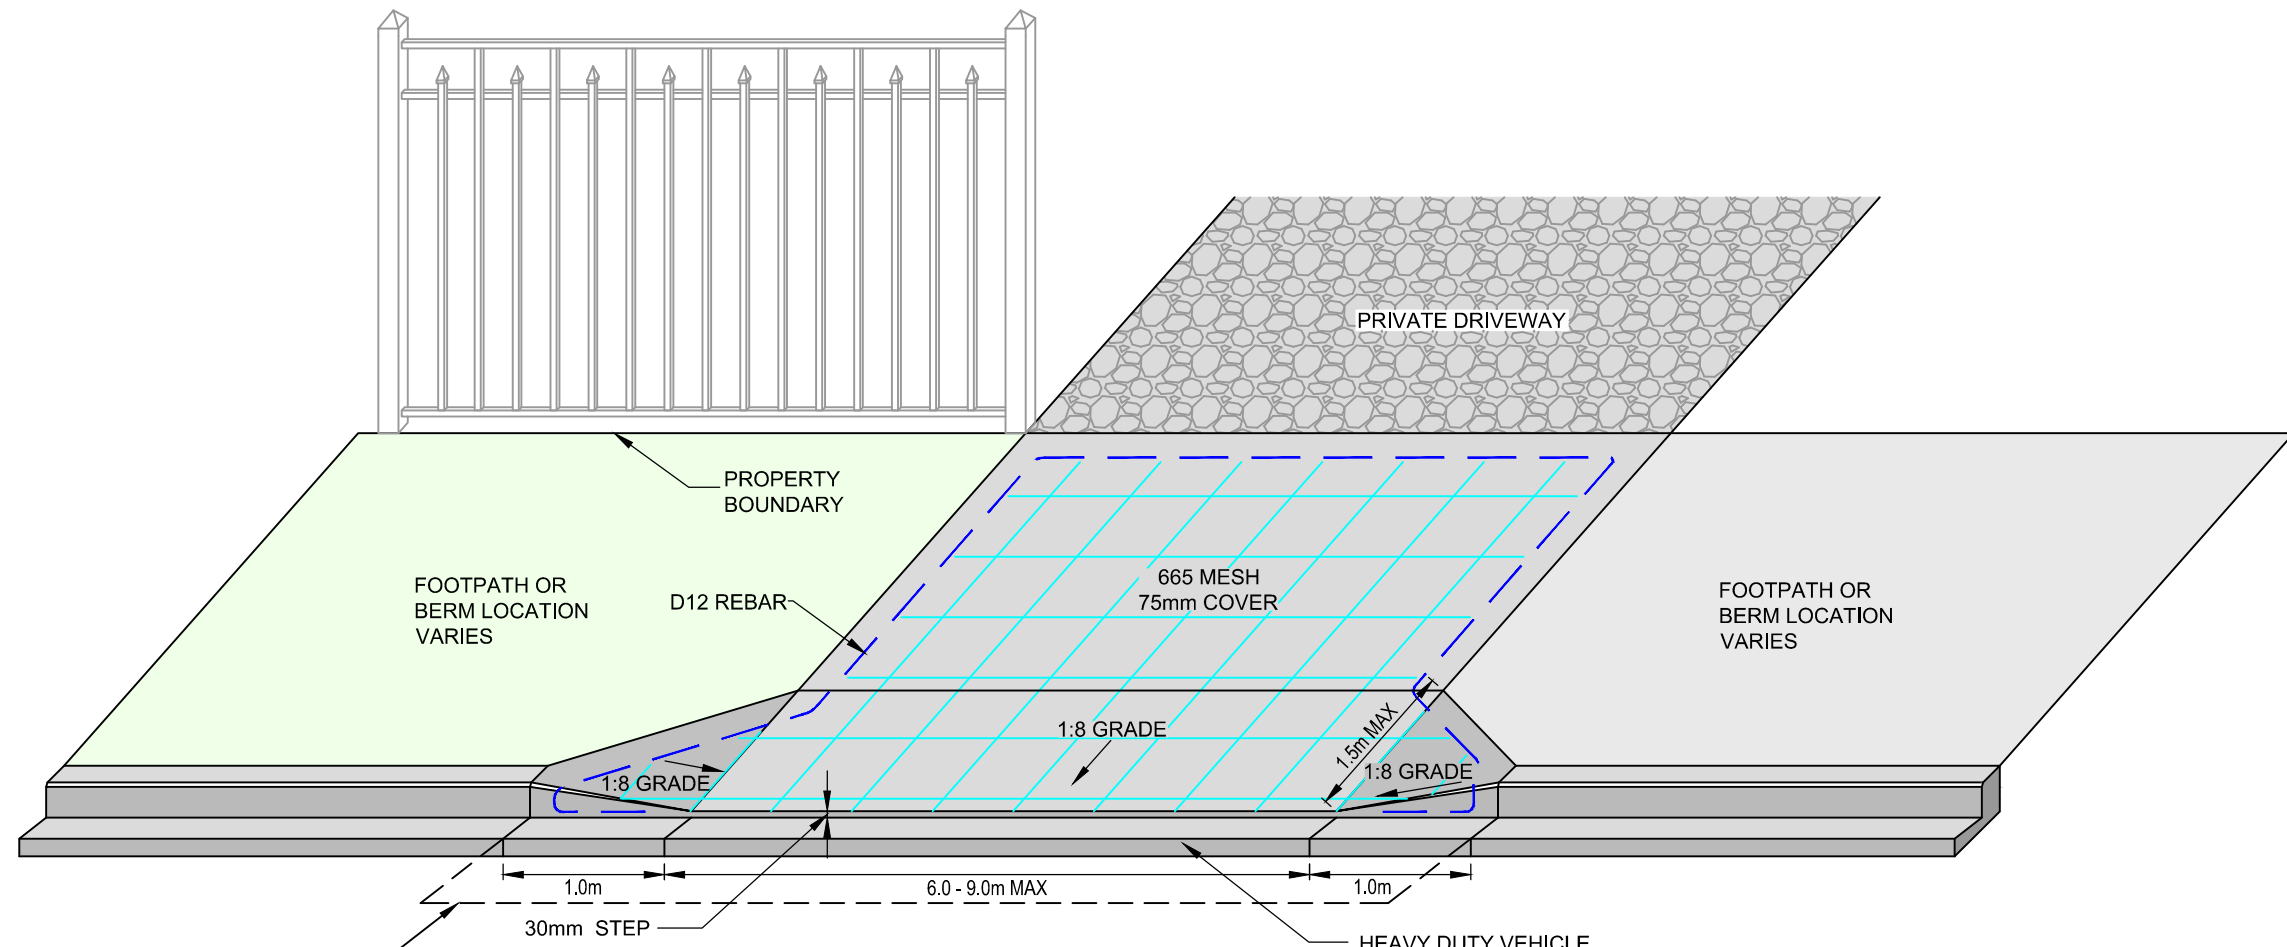 PRIVATE DRIVEWAY
PROPERTY
BOUNDARY
FOOTPATH OR
BERM LOCATION
VARIES
D12 REBAR
665 MESH
75mm COVER
FOOTPATH OR
BERM LOCATION
VARIES
1:8 GRADE
1.5m MAX
1:8 GRADE
1:8 GRADE
1.0m
6.0 - 9.0m MAX
1.0m
30mm STEP
HEAVY DUTY VEHICLE